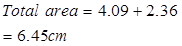 Total area = 4.09 + 2.36
= 6.45cm